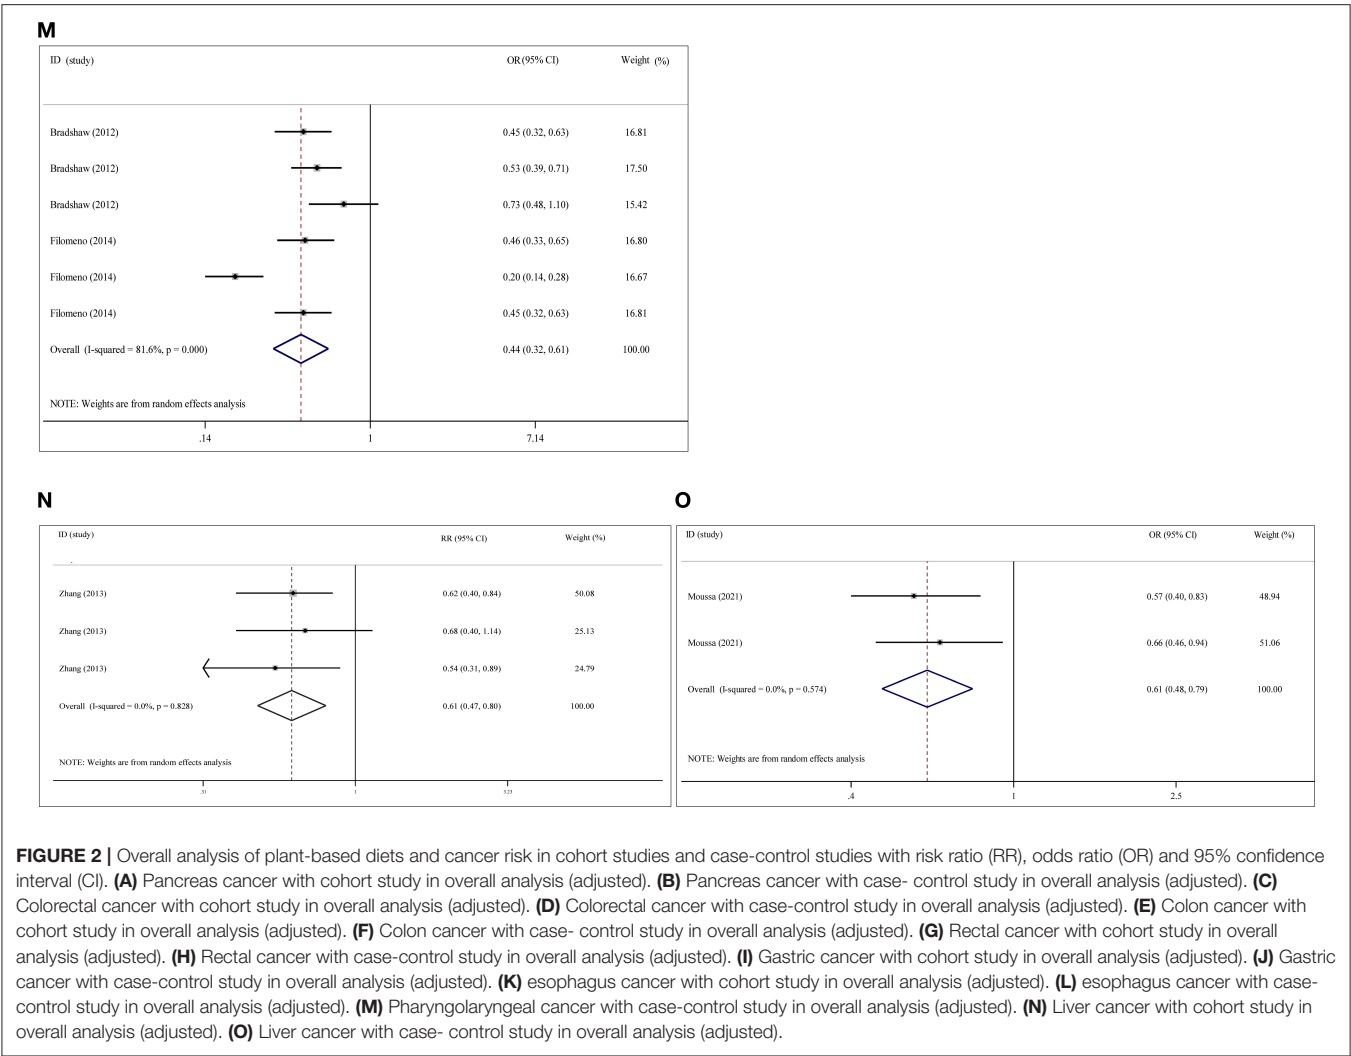 M
ID (study) OR(95% CI) Weight (%)
Bradshaw (2012) 0.45 (0.32, 0.63) 16.81
Bradshaw (2012) 0.53 (0.39, 0.71) 17.50
Bradshaw (2012) 0.73 (0.48, 1.10) 15.42
Filomeno (2014) 0.46 (0.33, 0.65) 16.80
Filomeno (2014) 0.20 (0.14, 0.28) 16.67
Filomeno (2014) 0.45 (0.32, 0.63) 16.81
Overall (I-squared = 81.6%, p = 0.000) 0.44 (0.32, 0.61) 100.00
NOTE: Weights are from random effects analysis
.14 1 7.14
N
ID (study) RR (95% CI) Weight (%)
Zhang (2013) 0.62 (0.40, 0.84) 50.08
Zhang (2013) 0.68 (0.40, 1.14) 25.13
Zhang (2013) 0.54 (0.31, 0.89) 24.79
Overall (I-squared = 0.0%, p = 0.828) 0.61 (0.47, 0.80) 100.00
NOTE: Weights are from random effects analysis
.31 1 3.23
O
ID (study) OR (95% CI) Weight (%)
Moussa (2021) 0.57 (0.40, 0.83) 48.94
Moussa (2021) 0.66 (0.46, 0.94) 51.06
Overall (I-squared = 0.0%, p = 0.574) 0.61 (0.48, 0.79) 100.00
NOTE: Weights are from random effects analysis
.4 1 2.5
FIGURE 2 | Overall analysis of plant-based diets and cancer risk in cohort studies and case-control studies with risk ratio (RR), odds ratio (OR) and 95% confidence
interval (CI). (A) Pancreas cancer with cohort study in overall analysis (adjusted). (B) Pancreas cancer with case- control study in overall analysis (adjusted). (C)
Colorectal cancer with cohort study in overall analysis (adjusted). (D) Colorectal cancer with case-control study in overall analysis (adjusted). (E) Colon cancer with
cohort study in overall analysis (adjusted). (F) Colon cancer with case- control study in overall analysis (adjusted). (G) Rectal cancer with cohort study in overall
analysis (adjusted). (H) Rectal cancer with case-control study in overall analysis (adjusted). (I) Gastric cancer with cohort study in overall analysis (adjusted). (J) Gastric
cancer with case-control study in overall analysis (adjusted). (K) esophagus cancer with cohort study in overall analysis (adjusted). (L) esophagus cancer with case-
control study in overall analysis (adjusted). (M) Pharyngolaryngeal cancer with case-control study in overall analysis (adjusted). (N) Liver cancer with cohort study in
overall analysis (adjusted). (O) Liver cancer with case- control study in overall analysis (adjusted).